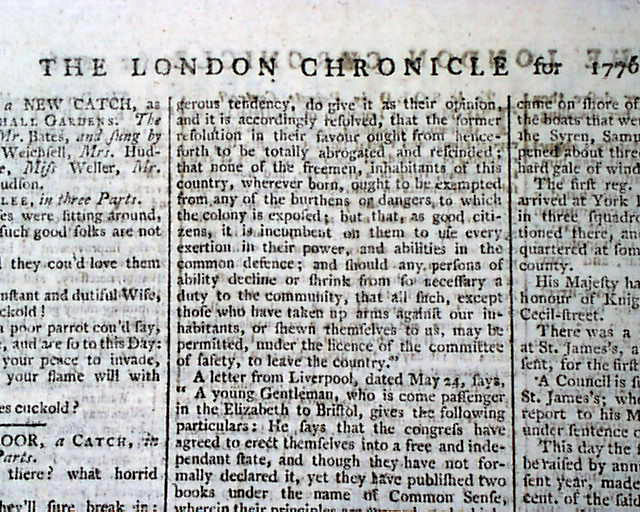 THE LONDON CHRONICLE for 1776
a NEW CATCH, as
HALL GARDENS. The
Mr. Bates, and sung by
Weichsell, Mrs. Hud-
e, Miſs Weller, Mr.
udson.
LEE, in three Parts.
es were ſitting around,
ſuch good folks are not
d they cou'd love them
nſtant and dutiful Wife,
ckold!
a poor parrot cou'd ſay,
e, and are ſo to this Day:
your peace to invade,
your flame will with
es cuckold?
OOR, a CATCH, in
Parts.
there? what horrid
hey'll ſure break in:
gerous tendency, do give it as their opinion,
and it is accordingly reſolved, that the former
reſolution in their favour ought from hence-
forth to be totally abrogated and reſcinded;
that none of the freemen, inhabitants of this
country, wherever born, ought to be exempted
from any of the burthens or dangers, to which
the colony is expoſed; but that, as good citi-
zens, it is incumbent on them to uſe every
exertion in their power, and abilities in the
common defence; and ſhould any perſons of
ability decline or ſhrink from ſo neceſſary a
duty to the community, that all ſuch, except
thoſe who have taken up arms againſt our in-
habitants, or ſhewn themſelves to us, may be
permitted, under the licence of the committee
of ſafety, to leave the country."
A letter from Liverpool, dated May 24, ſays,
" A young Gentleman, who is come paſſenger
in the Elizabeth to Briſtol, gives the following
particulars: He ſays that the congreſs have
agreed to erect themſelves into a free and inde-
pendant ſtate, and though they have not for-
mally declared it, yet they have publiſhed two
books under the name of Common Senſe,
wherein their principles are
came on ſhore o
the boats that wer
the Syren, Sam
pened about thre
hard gale of wind
The firſt reg.
arrived at York
in three ſquadr
tioned there, an
quartered at ſom
county.
His Majeſty ha
honour of Knig
Cecil-ſtreet.
There was a
at St. James's, a
ſent, for the firſt
A Council is
St. James's; whe
report to his M
under ſentence o
This day the
be raiſed by ann
ſent year, made
cent. of the ſaid